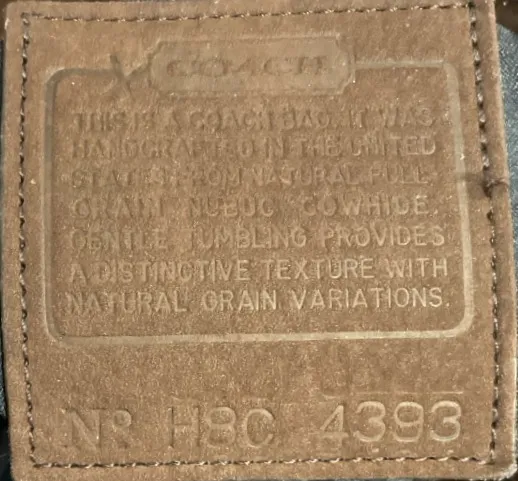 COACH
THIS IS A COACH BAG. IT WAS
HANDCRAFTED IN THE UNITED
STATES FROM NATURAL FULL
GRAIN NUBUC COWHIDE.
GENTLE TUMBLING PROVIDES
A DISTINCTIVE TEXTURE WITH
NATURAL GRAIN VARIATIONS.
Nº H8C 4393